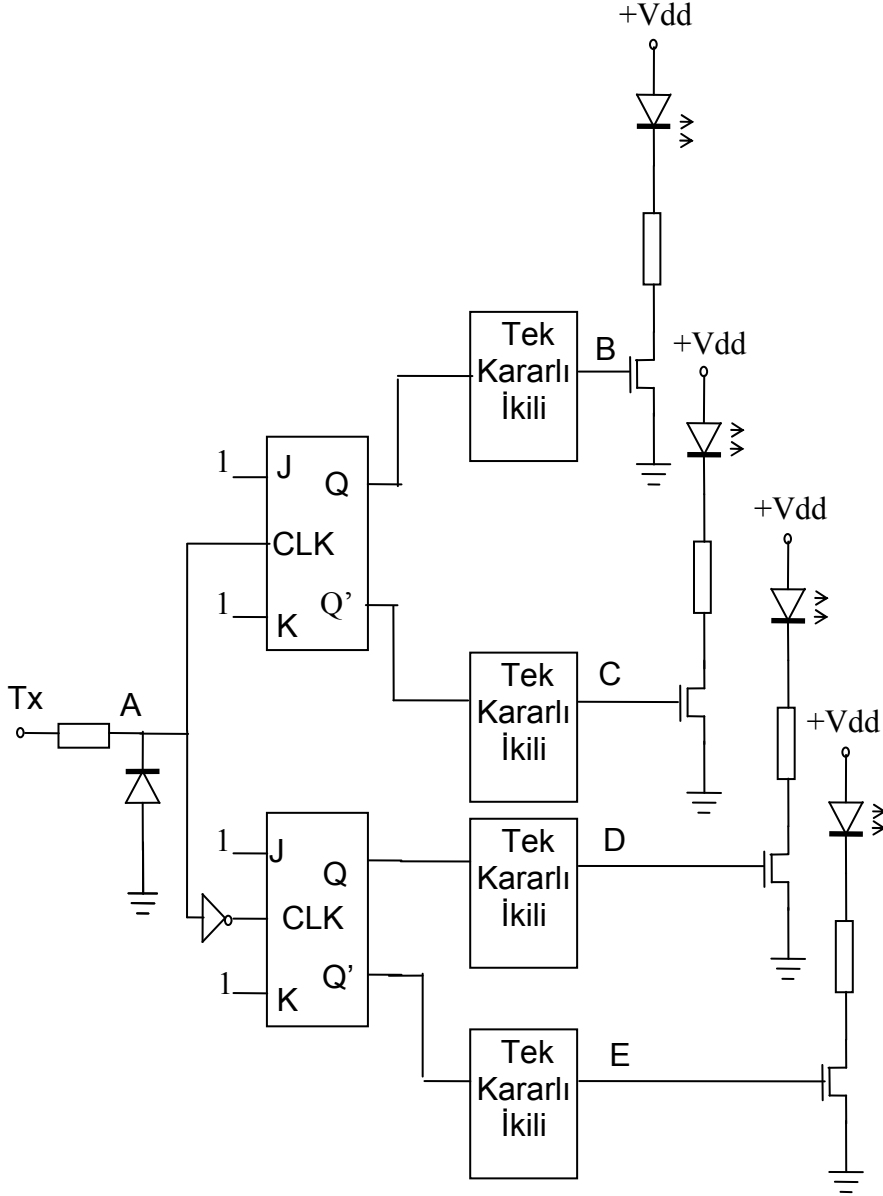 +Vdd
Tek
Kararlı
İkili
B
+Vdd
1
J
Q
+Vdd
CLK
1
K
Q’
Tek
Kararlı
İkili
C
Tx
A
+Vdd
1
J
Q
Tek
Kararlı
İkili
D
CLK
1
K
Q’
Tek
Kararlı
İkili
E